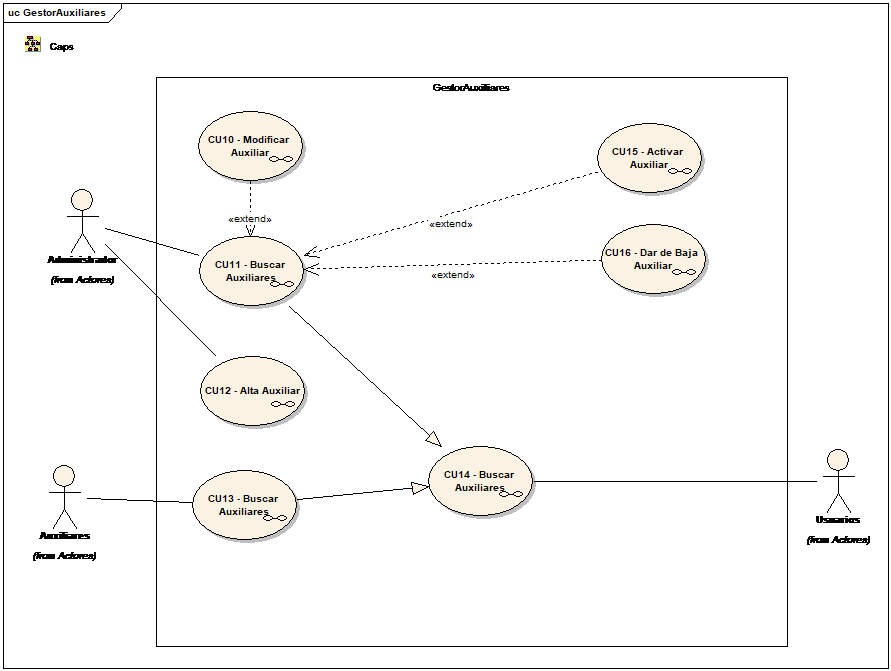 uc GestorAuxiliares
Caps
GestorAuxiliares
CU10 - Modificar
Auxiliar
CU15 - Activar
Auxiliar
«extend»
«extend»
CU11 - Buscar
Auxiliares
CU16 - Dar de Baja
Auxiliar
«extend»
Administrador
(from Actores)
CU12 - Alta Auxiliar
CU14 - Buscar
Auxiliares
CU13 - Buscar
Auxiliares
Auxiliares
(from Actores)
Usuarios
(from Actores)